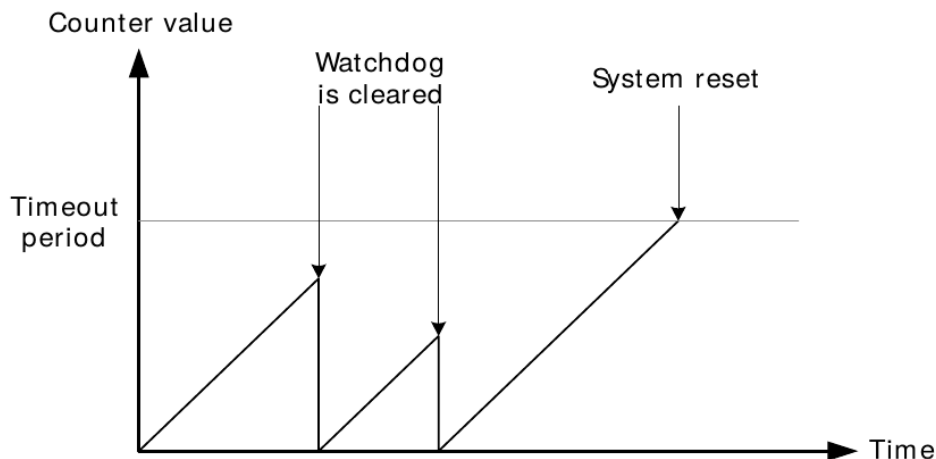 Counter value
Watchdog
is cleared
System reset
Timeout
period
Time